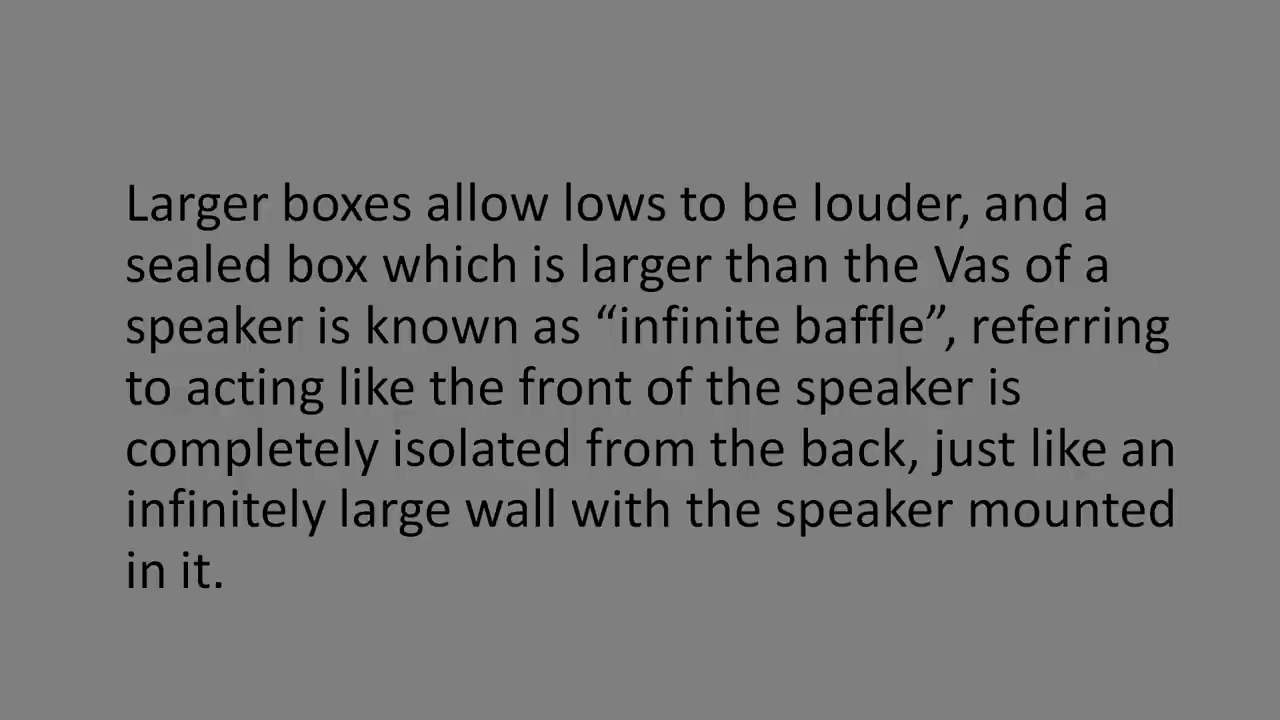 Larger boxes allow lows to be louder, and a
sealed box which is larger than the Vas of a
speaker is known as “infinite baffle”, referring
to acting like the front of the speaker is
completely isolated from the back, just like an
infinitely large wall with the speaker mounted
in it.